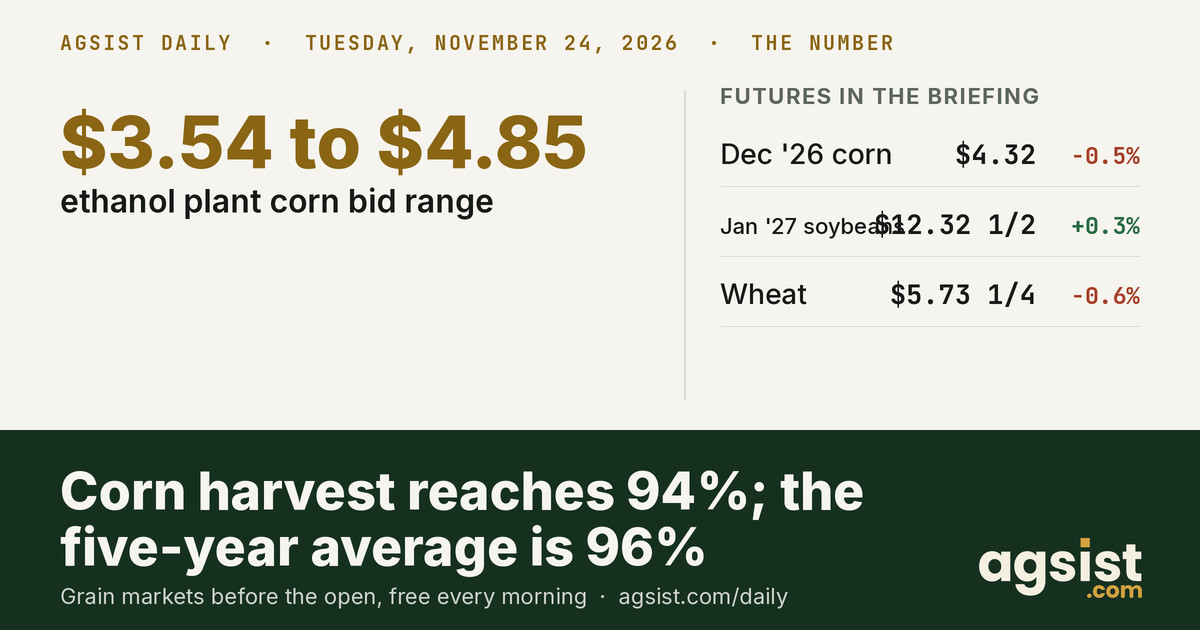 AGSIST DAILY · TUESDAY, NOVEMBER 24, 2026 · THE NUMBER
$3.54 to $4.85
ethanol plant corn bid range
FUTURES IN THE BRIEFING
Dec '26 corn $4.32 -0.5%
Jan '27 soybeans $12.32 1/2 +0.3%
Wheat $5.73 1/4 -0.6%
Corn harvest reaches 94%; the
five-year average is 96%
Grain markets before the open, free every morning · agsist.com/daily
agsist
.com